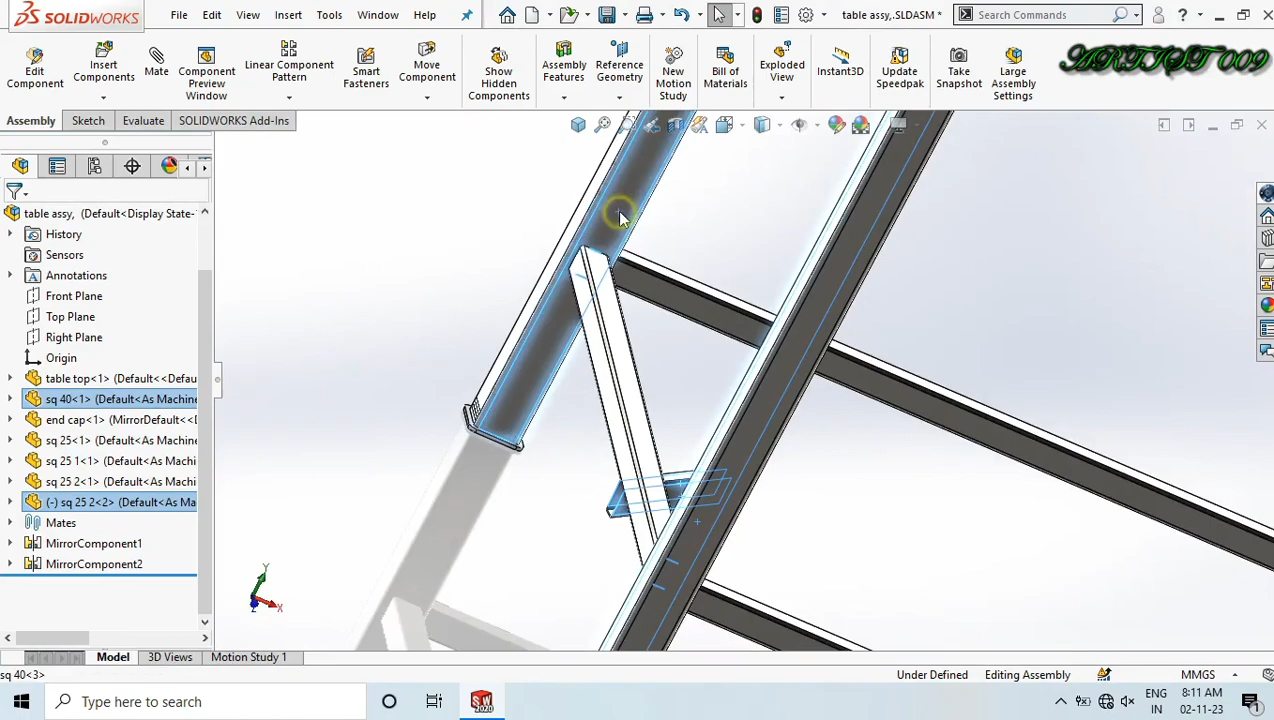 SOLIDWORKS
File Edit View Insert Tools Window Help
table assy,.SLDASM *
Search Commands
Edit Component
Insert Components
Mate
Component Preview Window
Linear Component Pattern
Smart Fasteners
Move Component
Show Hidden Components
Assembly Features
Reference Geometry
New Motion Study
Bill of Materials
Exploded View
Instant3D
Update Speedpak
Take Snapshot
Large Assembly Settings
ARTIST 009
Assembly Sketch Evaluate SOLIDWORKS Add-Ins
table assy, (Default<Display State-
History
Sensors
Annotations
Front Plane
Top Plane
Right Plane
Origin
table top<1> (Default<<Defau
sq 40<1> (Default<As Machine
end cap<1> (MirrorDefault<<D
sq 25<1> (Default<As Machine
sq 25 1<1> (Default<As Machi
sq 25 2<1> (Default<As Machi
(-) sq 25 2<2> (Default<As Ma
Mates
MirrorComponent1
MirrorComponent2
Y
X
Z
Model 3D Views Motion Study 1
sq 40<3>
Under Defined Editing Assembly MMGS
Type here to search
SW 2020
ENG IN
8:11 AM
02-11-23
1